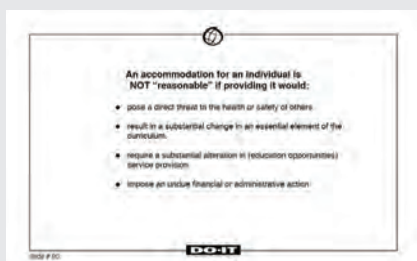 An accommodation for an individual is
NOT "reasonable" if providing it would:
• pose a direct threat to the health or safety of others
• result in a substantial change in an essential element of the
curriculum.
• require a substantial alteration in (education opportunities)
service provision
• impose an undue financial or administrative action
DO-IT
slide #